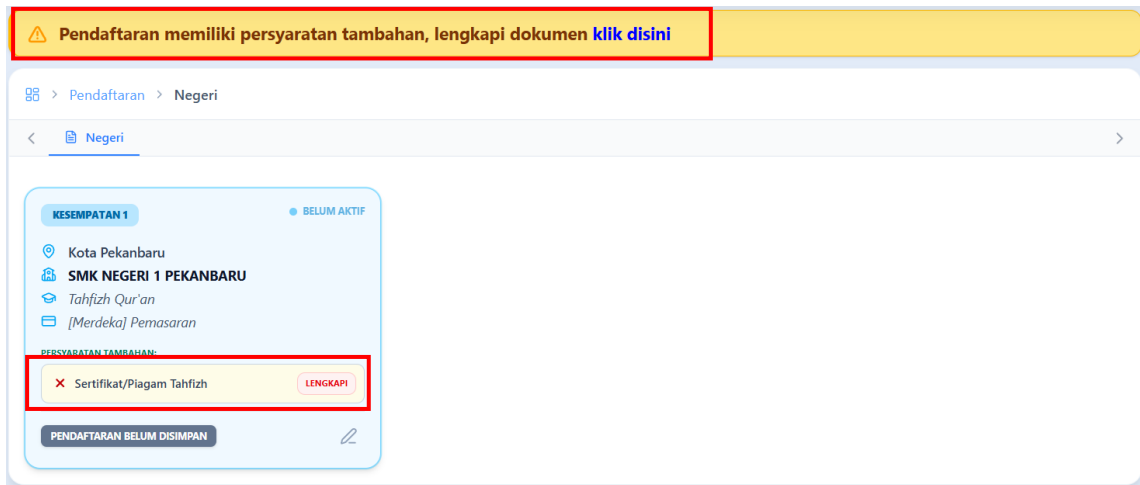 Pendaftaran memiliki persyaratan tambahan, lengkapi dokumen klik disini
Pendaftaran > Negeri
Negeri
KESEMPATAN 1
BELUM AKTIF
Kota Pekanbaru
SMK NEGERI 1 PEKANBARU
Tahfizh Qur'an
[Merdeka] Pemasaran
PERSYARATAN TAMBAHAN:
Sertifikat/Piagam Tahfizh
LENGKAPI
PENDAFTARAN BELUM DISIMPAN